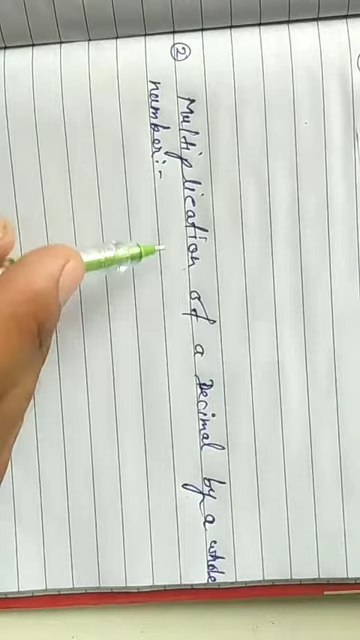 ② Multiplication of a Decimal by a whole
number:-